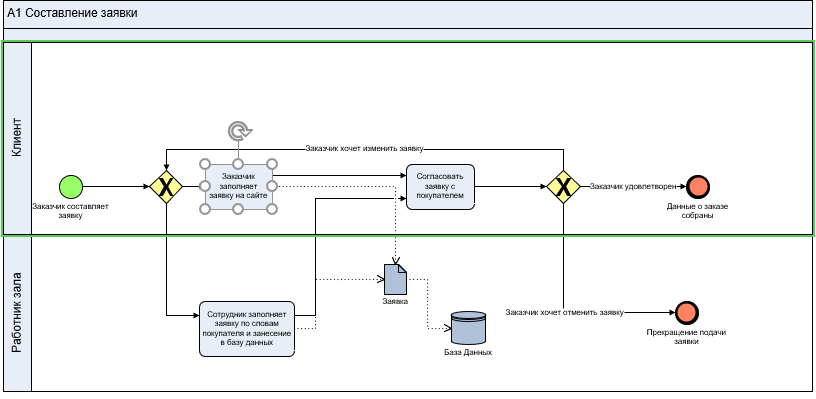 А1 Составление заявки
Клиент
Заказчик хочет изменить заявку
X
Заказчик
заполняет
заявку на сайте
Согласовать
заявку с
покупателем
X
Заказчик удовлетворен
Заказчик составляет
заявку
Данные о заказе
собраны
Работник зала
Заявка
Сотрудник заполняет
заявку по словам
покупателя и занесение
в базу данных
База Данных
Заказчик хочет отменить заявку
Прекращение подачи
заявки